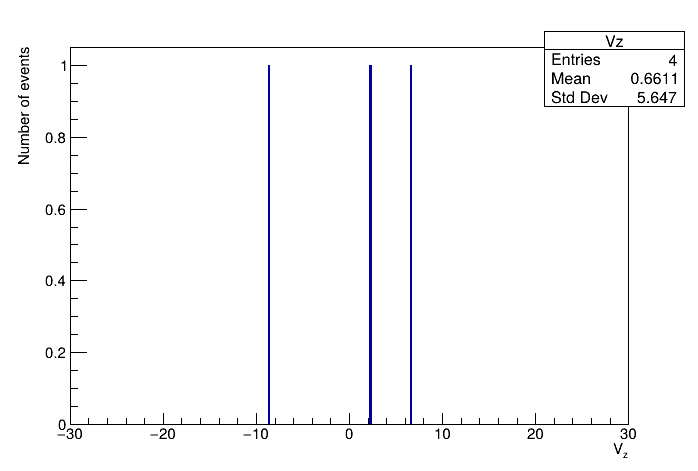 Vz
Entries 4
Mean 0.6611
Std Dev 5.647
Number of events
1
0.8
0.6
0.4
0.2
0
−30 −20 −10 0 10 20 30
Vz